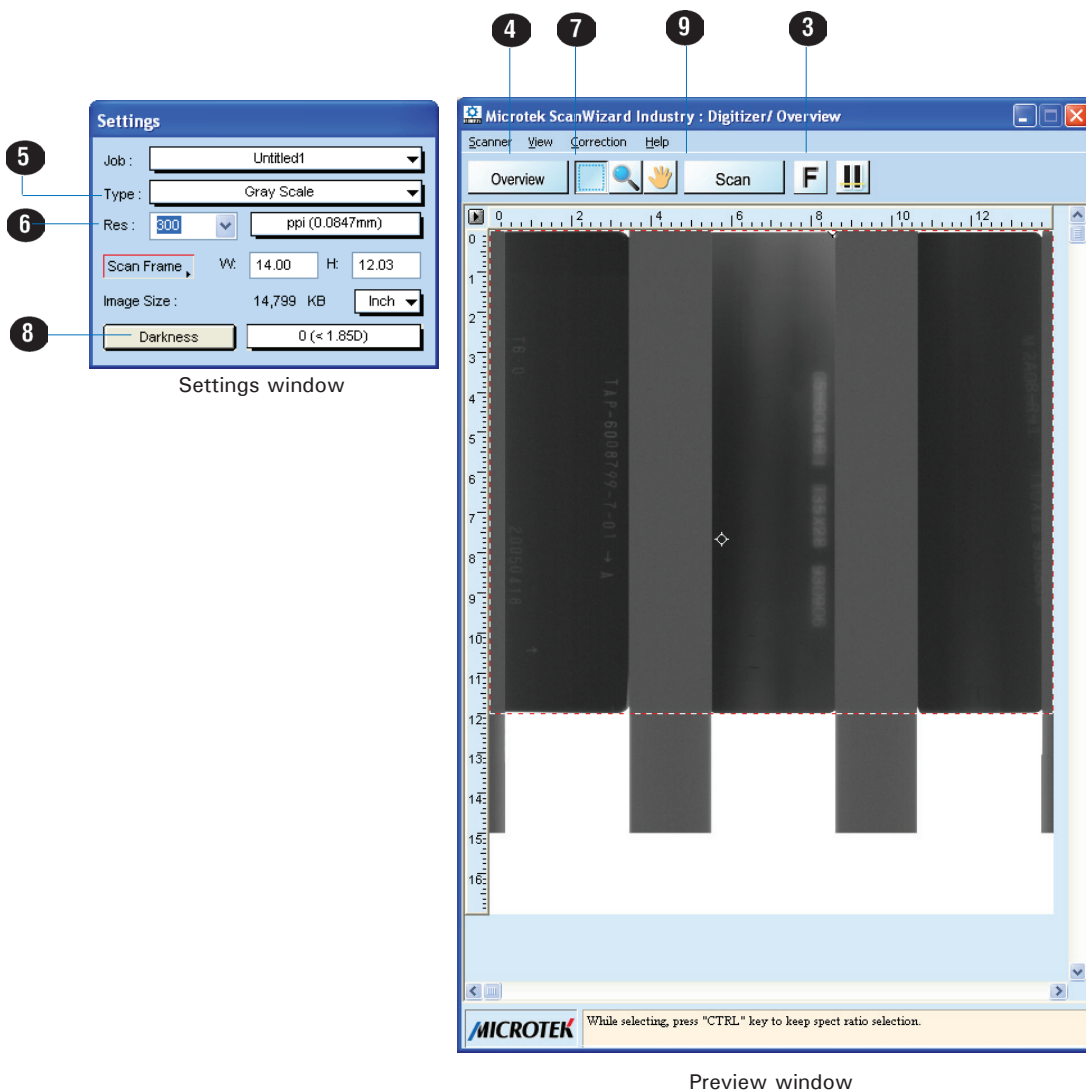 4 7 9 3
Settings
Job : Untitled1
5 Type : Gray Scale
6 Res : 300 ppi (0.0847mm)
Scan Frame W: 14.00 H: 12.03
Image Size : 14,799 KB Inch
8 Darkness 0 (< 1.85D)
Settings window
Microtek ScanWizard Industry : Digitizer/ Overview
Scanner View Correction Help
Overview Scan F !!
0 2 4 6 8 10 12
0
1
2
3
4
5
6
7
8
9
10
11
12
13
14
15
16
TAP-6008799-7-01 → A
20050416
135X28
MICROTEK While selecting, press "CTRL" key to keep spect ratio selection.
Preview window